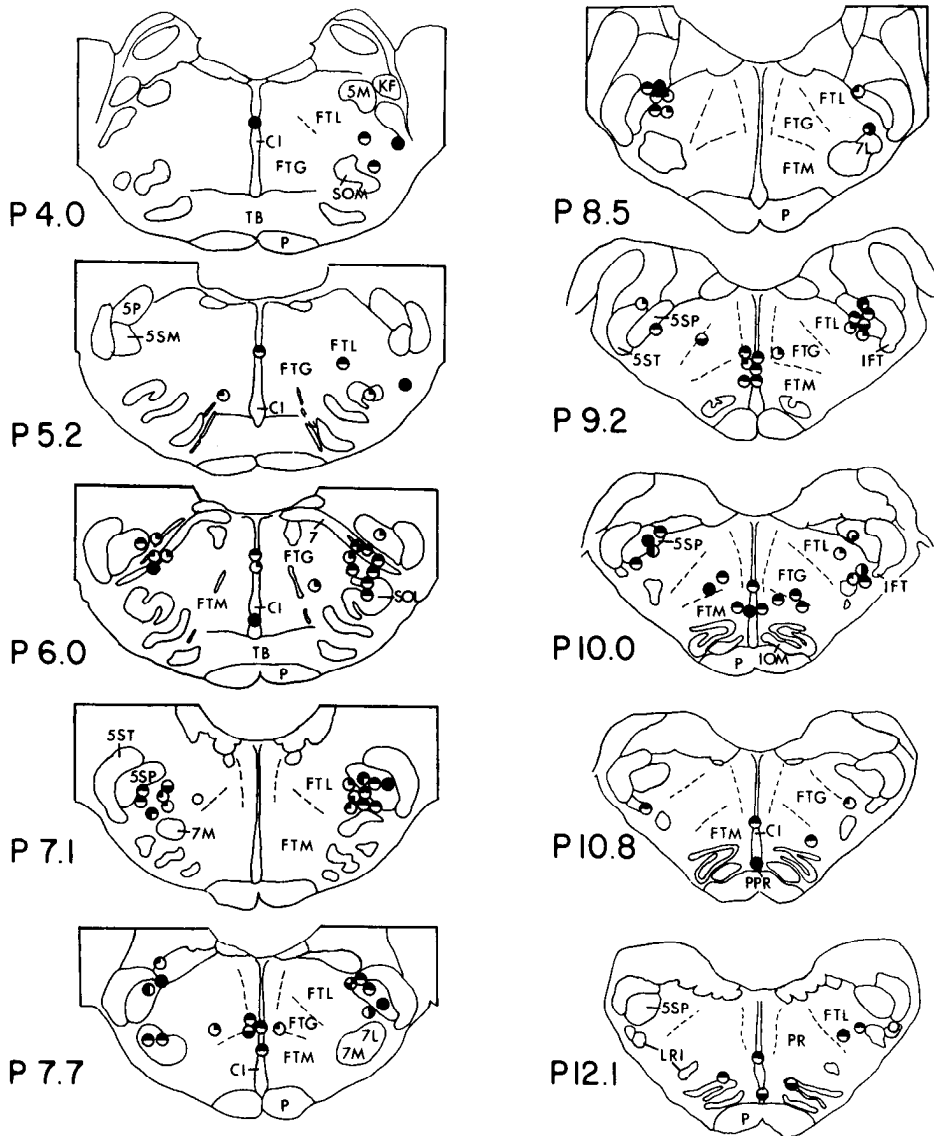 5M
KF
FTL
CI
FTG
SOM
TB
P
P 4.0
5P
5SM
FTL
FTG
CI
P 5.2
7
FTG
FTM
CI
SOL
TB
P
P 6.0
5ST
5SP
FTL
7M
FTM
P 7.1
FTL
FTG
7L
CI
FTM
7M
P
P 7.7
FTL
FTG
7L
FTM
P
P 8.5
5SP
FTL
FTG
5ST
IFT
FTM
P 9.2
5SP
FTL
FTG
IFT
FTM
P
IOM
P 10.0
FTG
FTM
CI
PPR
P 10.8
5SP
FTL
PR
LRI
P
P 12.1